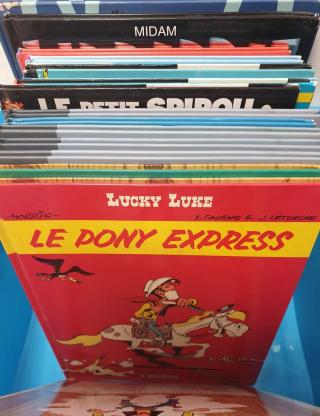 MIDAM
LE PETIT SPIROU
LUCKY LUKE
MORRIS X. FAUCHE & J. LÉTURGIE
LE PONY EXPRESS